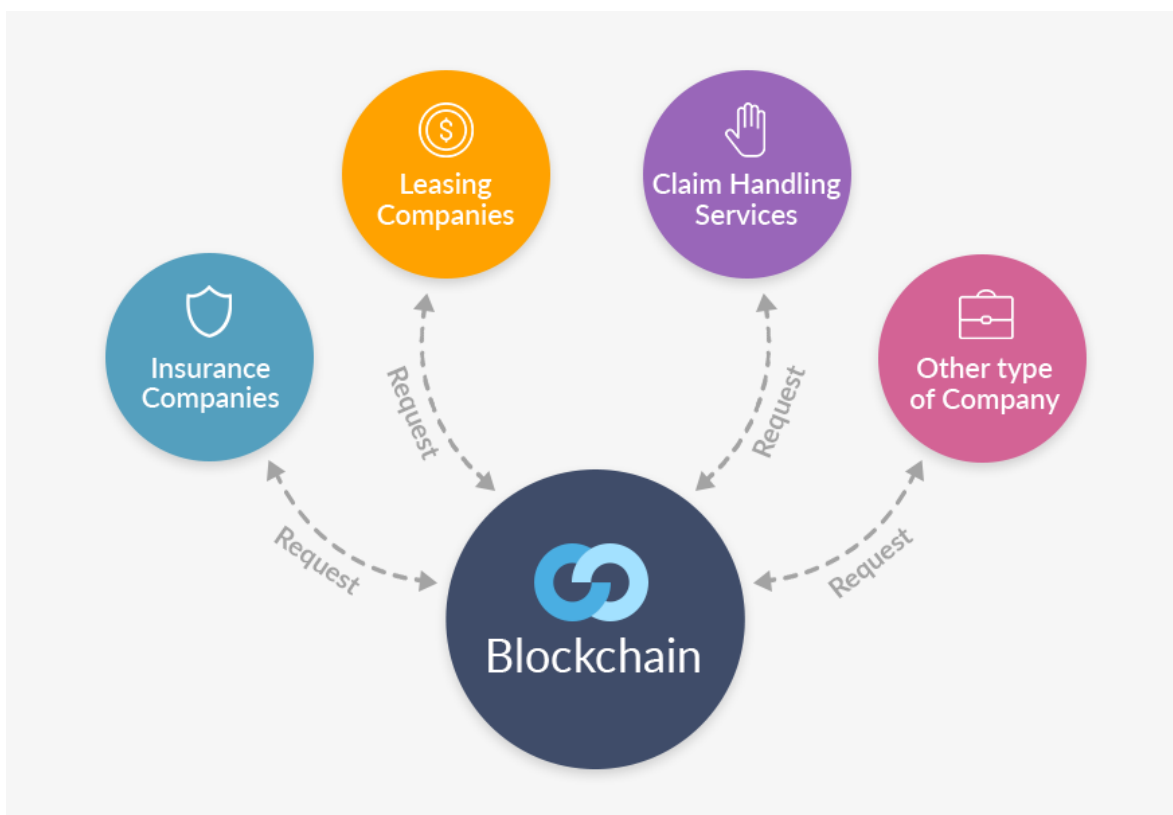 $
Leasing
Companies
Claim Handling
Services
Insurance
Companies
Other type
of Company
Request
Request
Request
Request
Blockchain